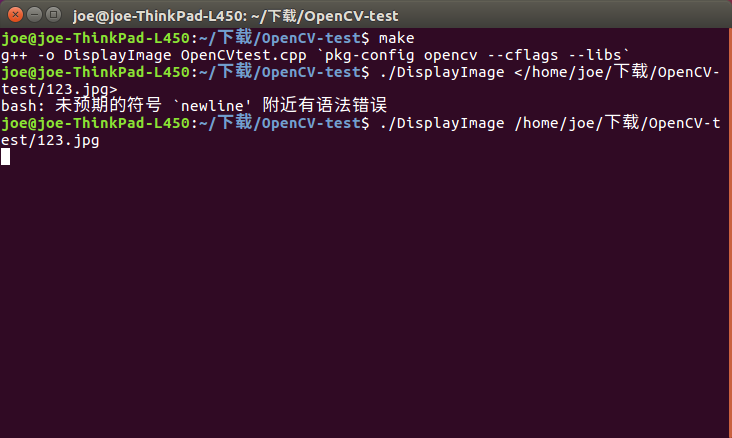 joe@joe-ThinkPad-L450: ~/下载/OpenCV-test
joe@joe-ThinkPad-L450:~/下载/OpenCV-test$ make
g++ -o DisplayImage OpenCVtest.cpp `pkg-config opencv --cflags --libs`
joe@joe-ThinkPad-L450:~/下载/OpenCV-test$ ./DisplayImage </home/joe/下载/OpenCV-
test/123.jpg>
bash: 未预期的符号 `newline' 附近有语法错误
joe@joe-ThinkPad-L450:~/下载/OpenCV-test$ ./DisplayImage /home/joe/下载/OpenCV-t
est/123.jpg